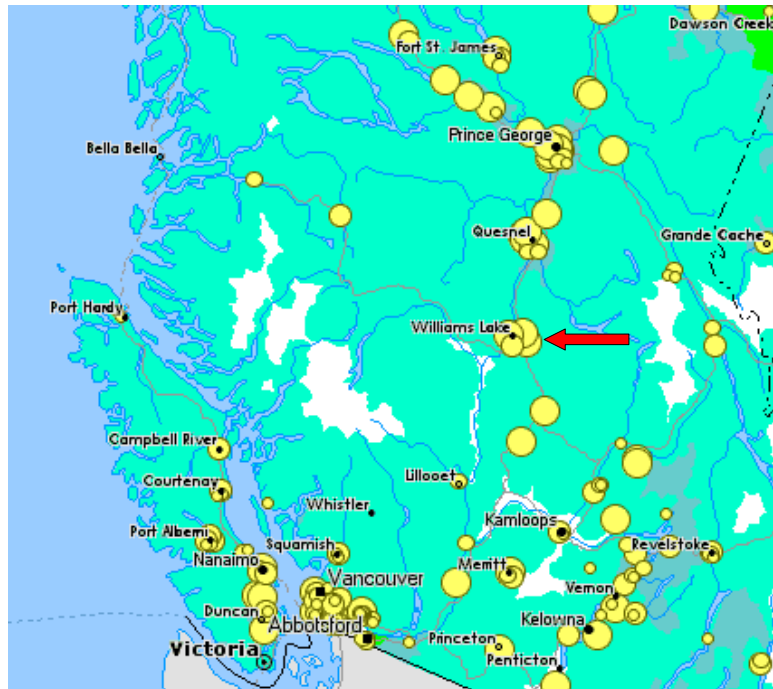 Dawson Creek
Fort St. James
Prince George
Bella Bella
Quesnel
Grande Cache
Port Hardy
Williams Lake
Campbell River
Lillooet
Courtenay
Whistler
Kamloops
Port Alberni
Squamish
Revelstoke
Nanaimo
Merritt
Vancouver
Vernon
Duncan
Abbotsford
Kelowna
Princeton
Victoria
Penticton